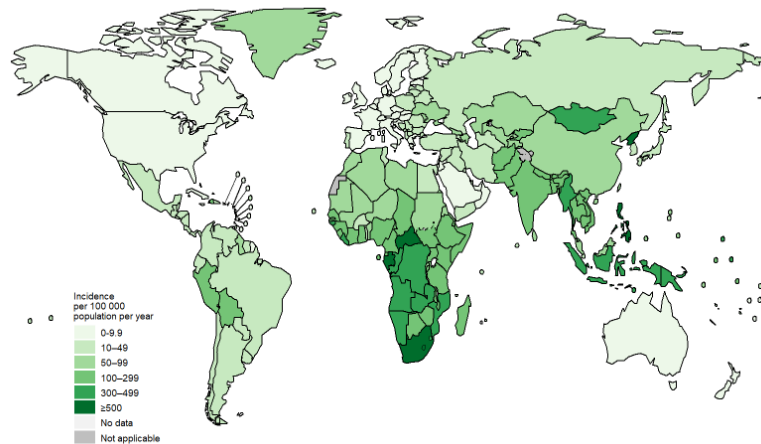 Incidence
per 100 000
population per year
0-9.9
10–49
50–99
100–299
300–499
≥500
No data
Not applicable